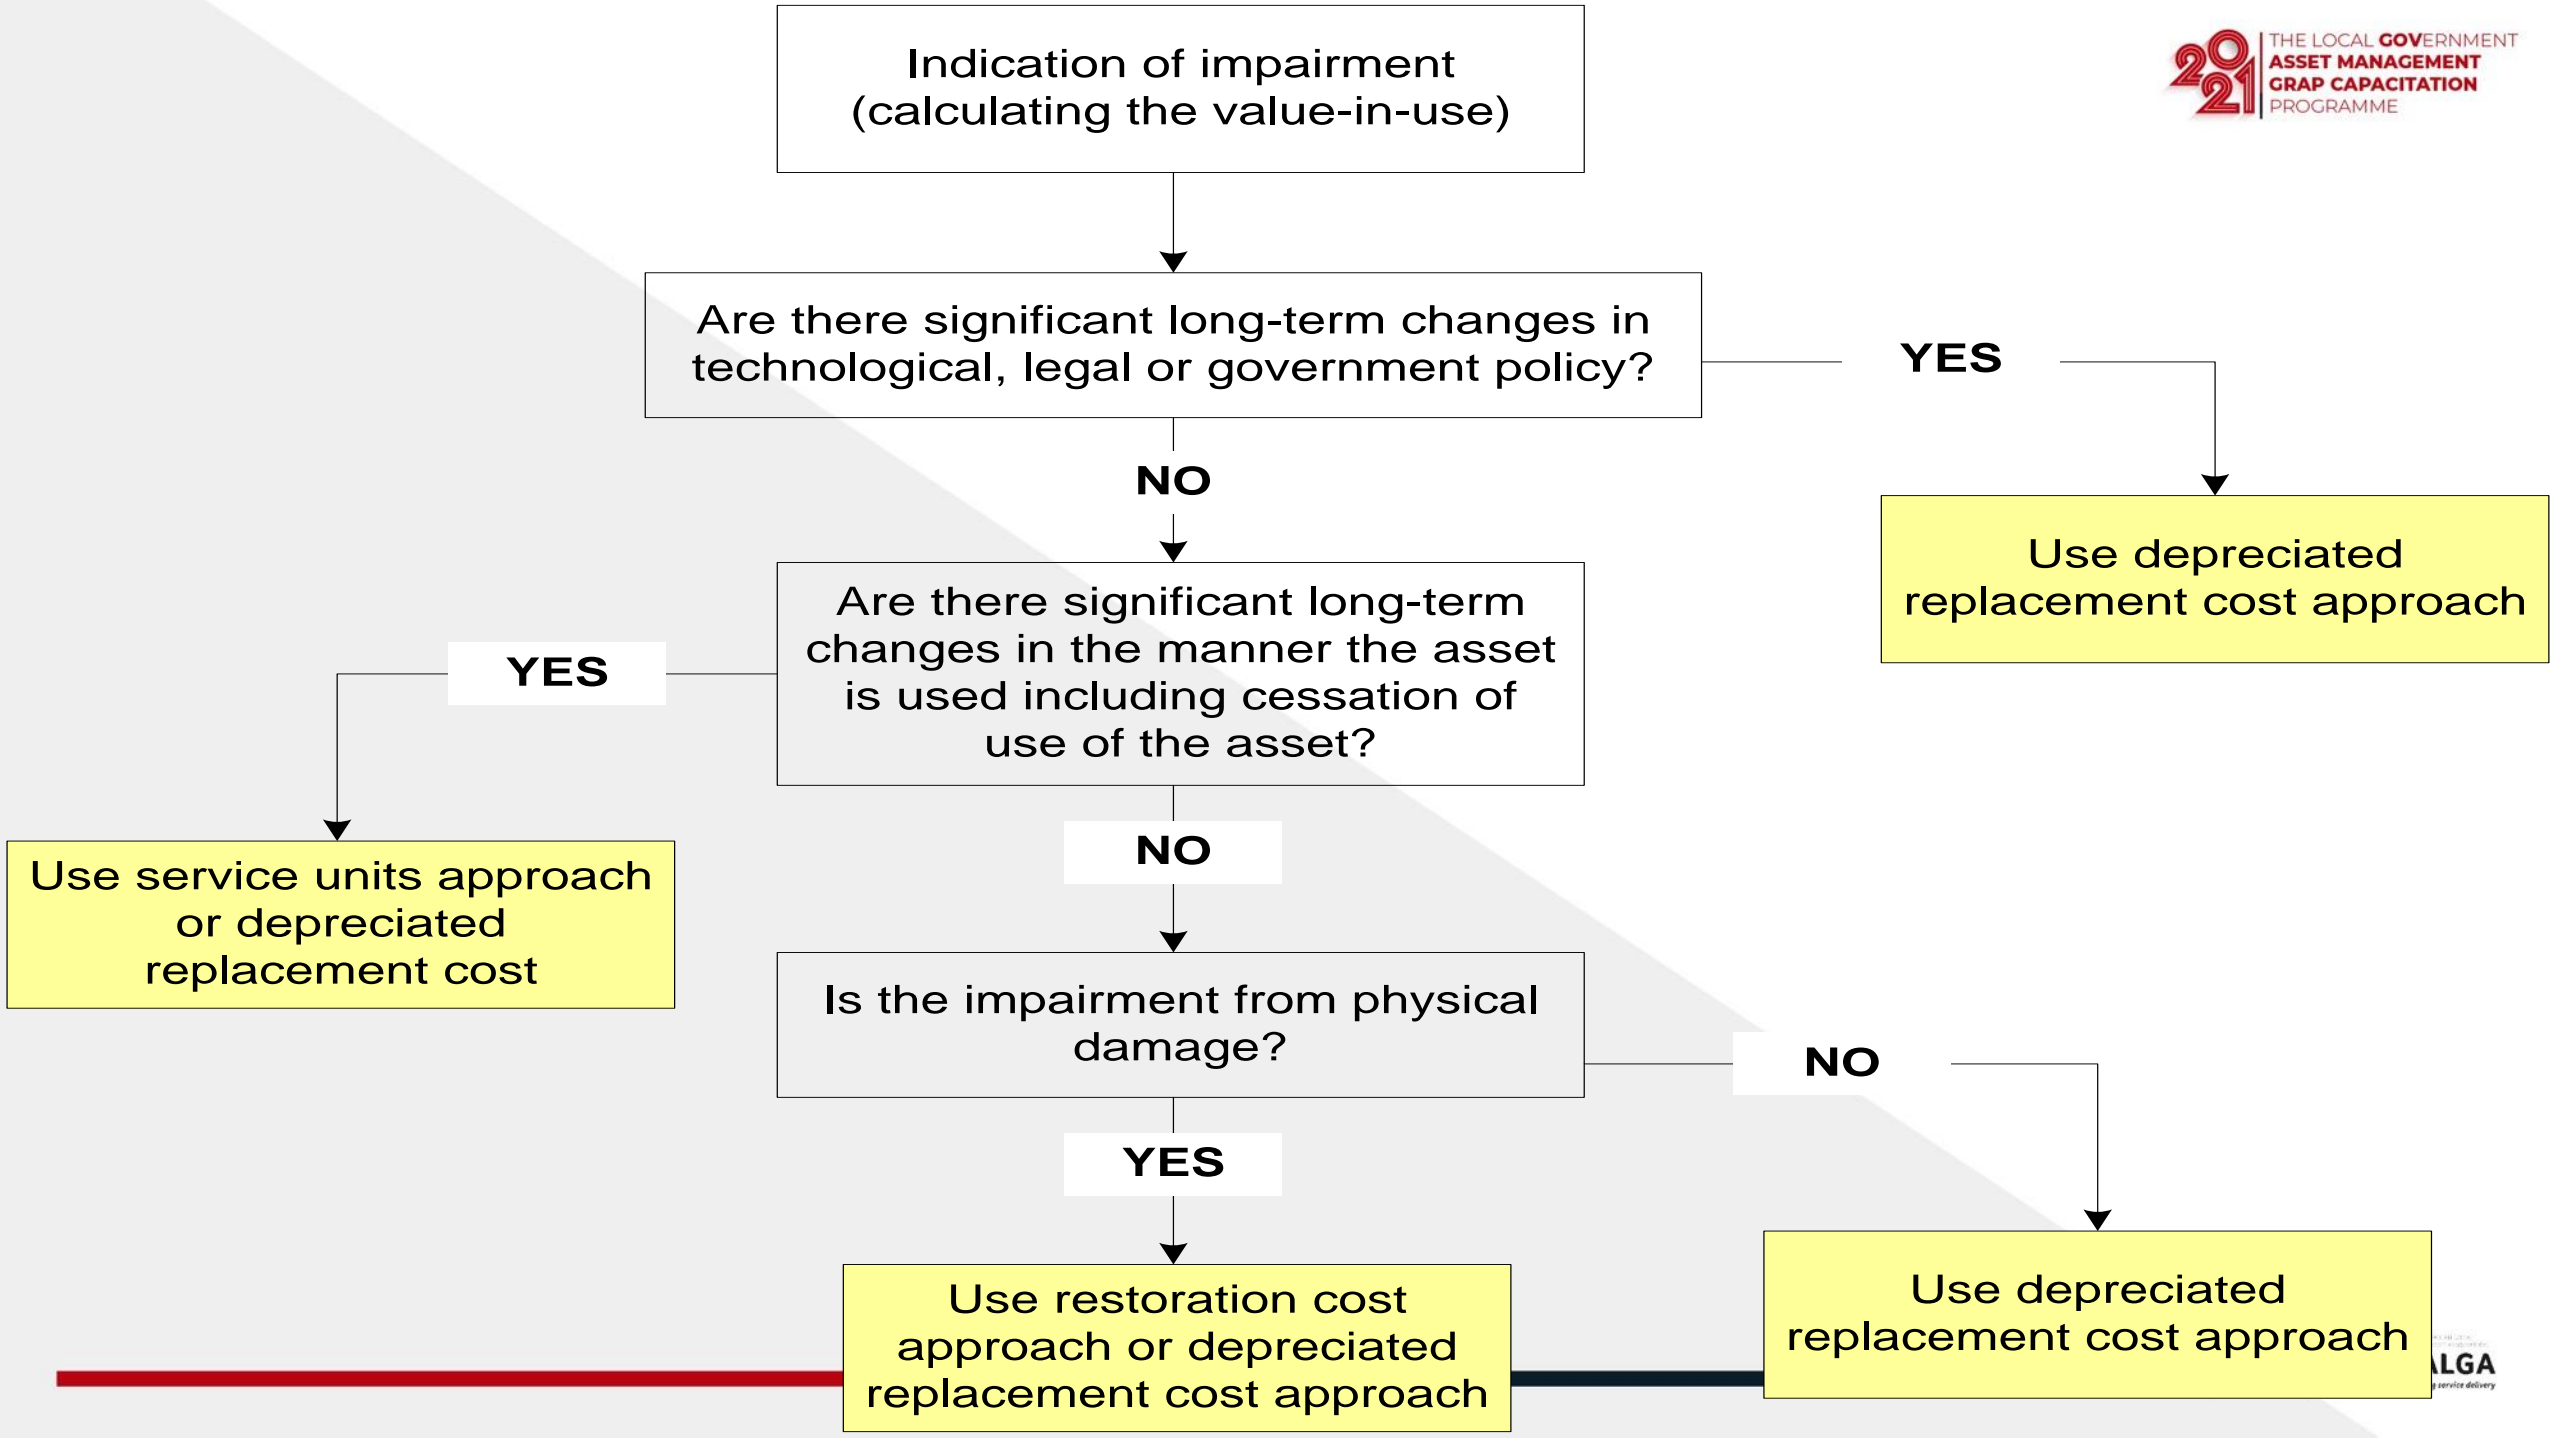 Indication of impairment
(calculating the value-in-use)
2021
THE LOCAL GOVERNMENT
ASSET MANAGEMENT
GRAP CAPACITATION
PROGRAMME
Are there significant long-term changes in
technological, legal or government policy?
YES
NO
Use depreciated
replacement cost approach
Are there significant long-term
changes in the manner the asset
is used including cessation of
use of the asset?
YES
NO
Use service units approach
or depreciated
replacement cost
Is the impairment from physical
damage?
NO
YES
Use restoration cost
approach or depreciated
replacement cost approach
Use depreciated
replacement cost approach
LGA
service delivery